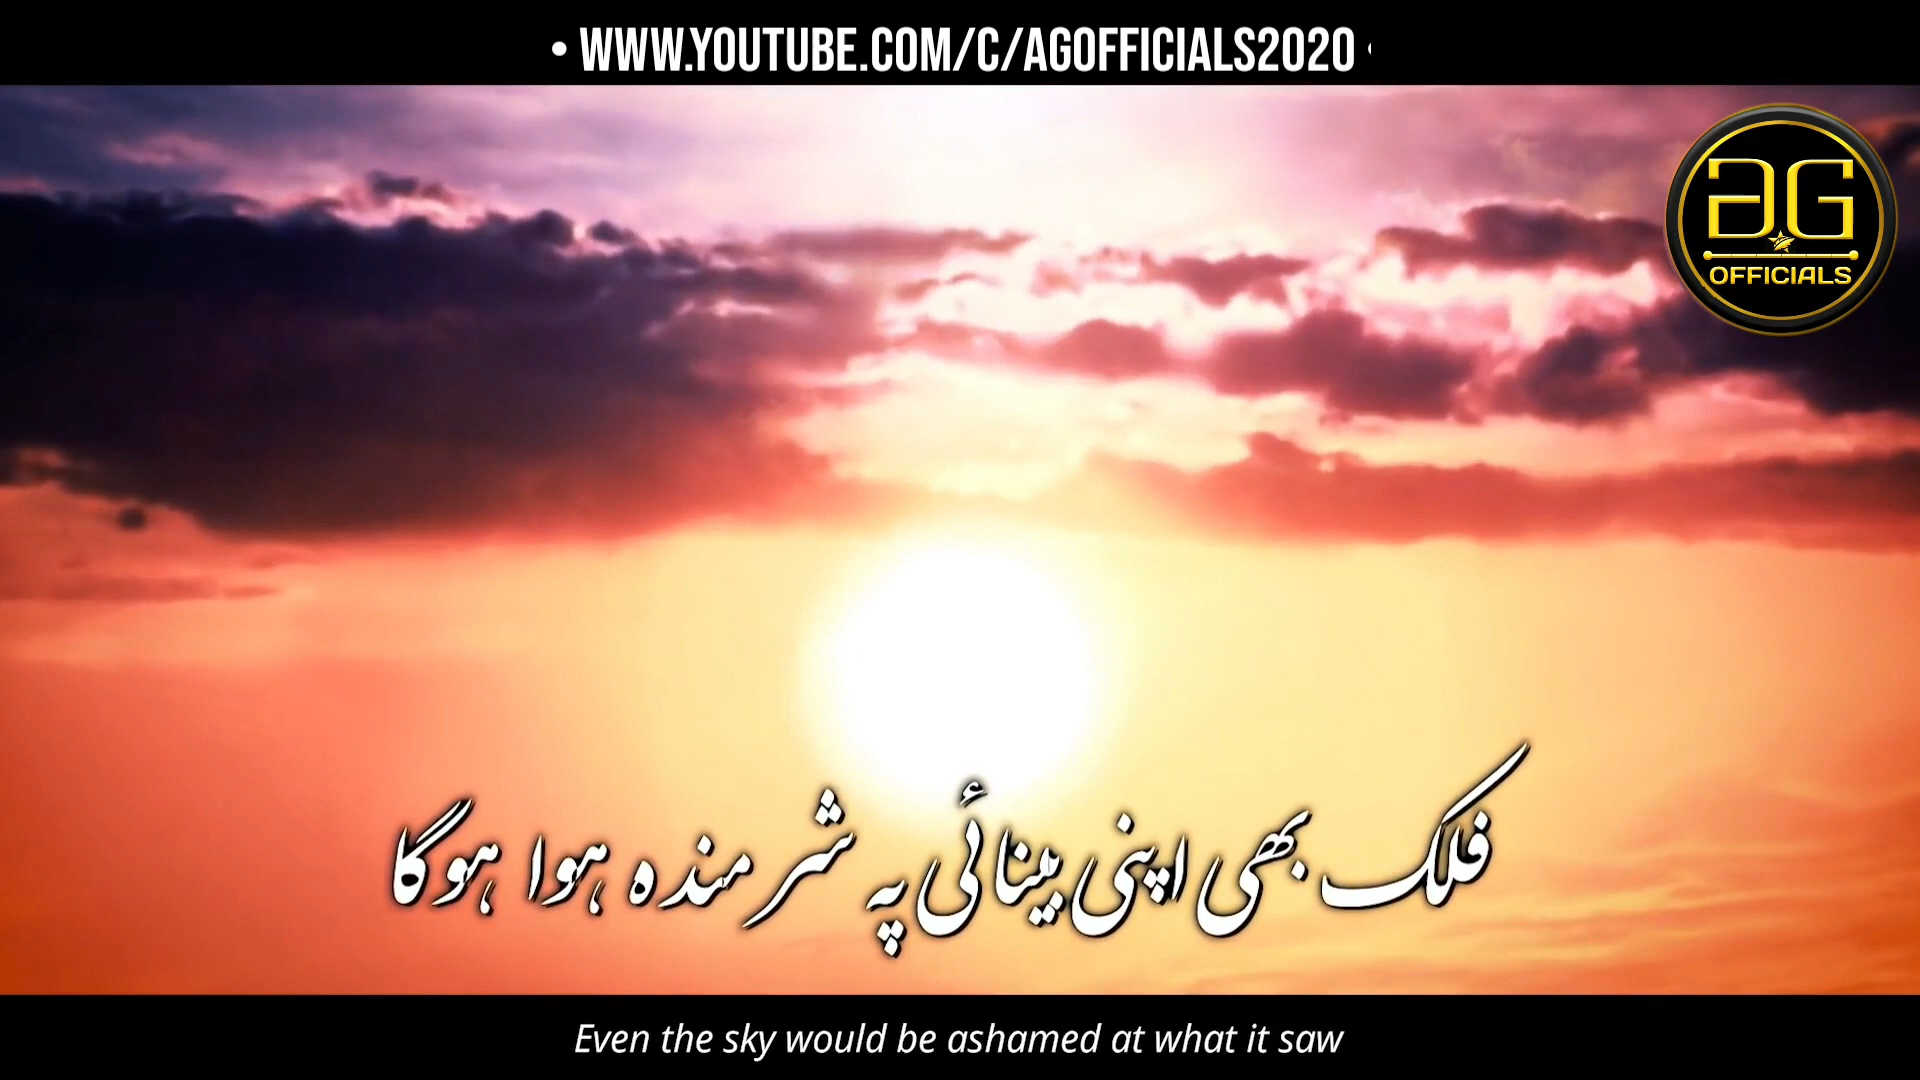 • WWW.YOUTUBE.COM/C/AGOFFICIALS2020
AG
OFFICIALS
فلک بھی اپنی بینائی پہ شرمندہ ہوا ہوگا
Even the sky would be ashamed at what it saw